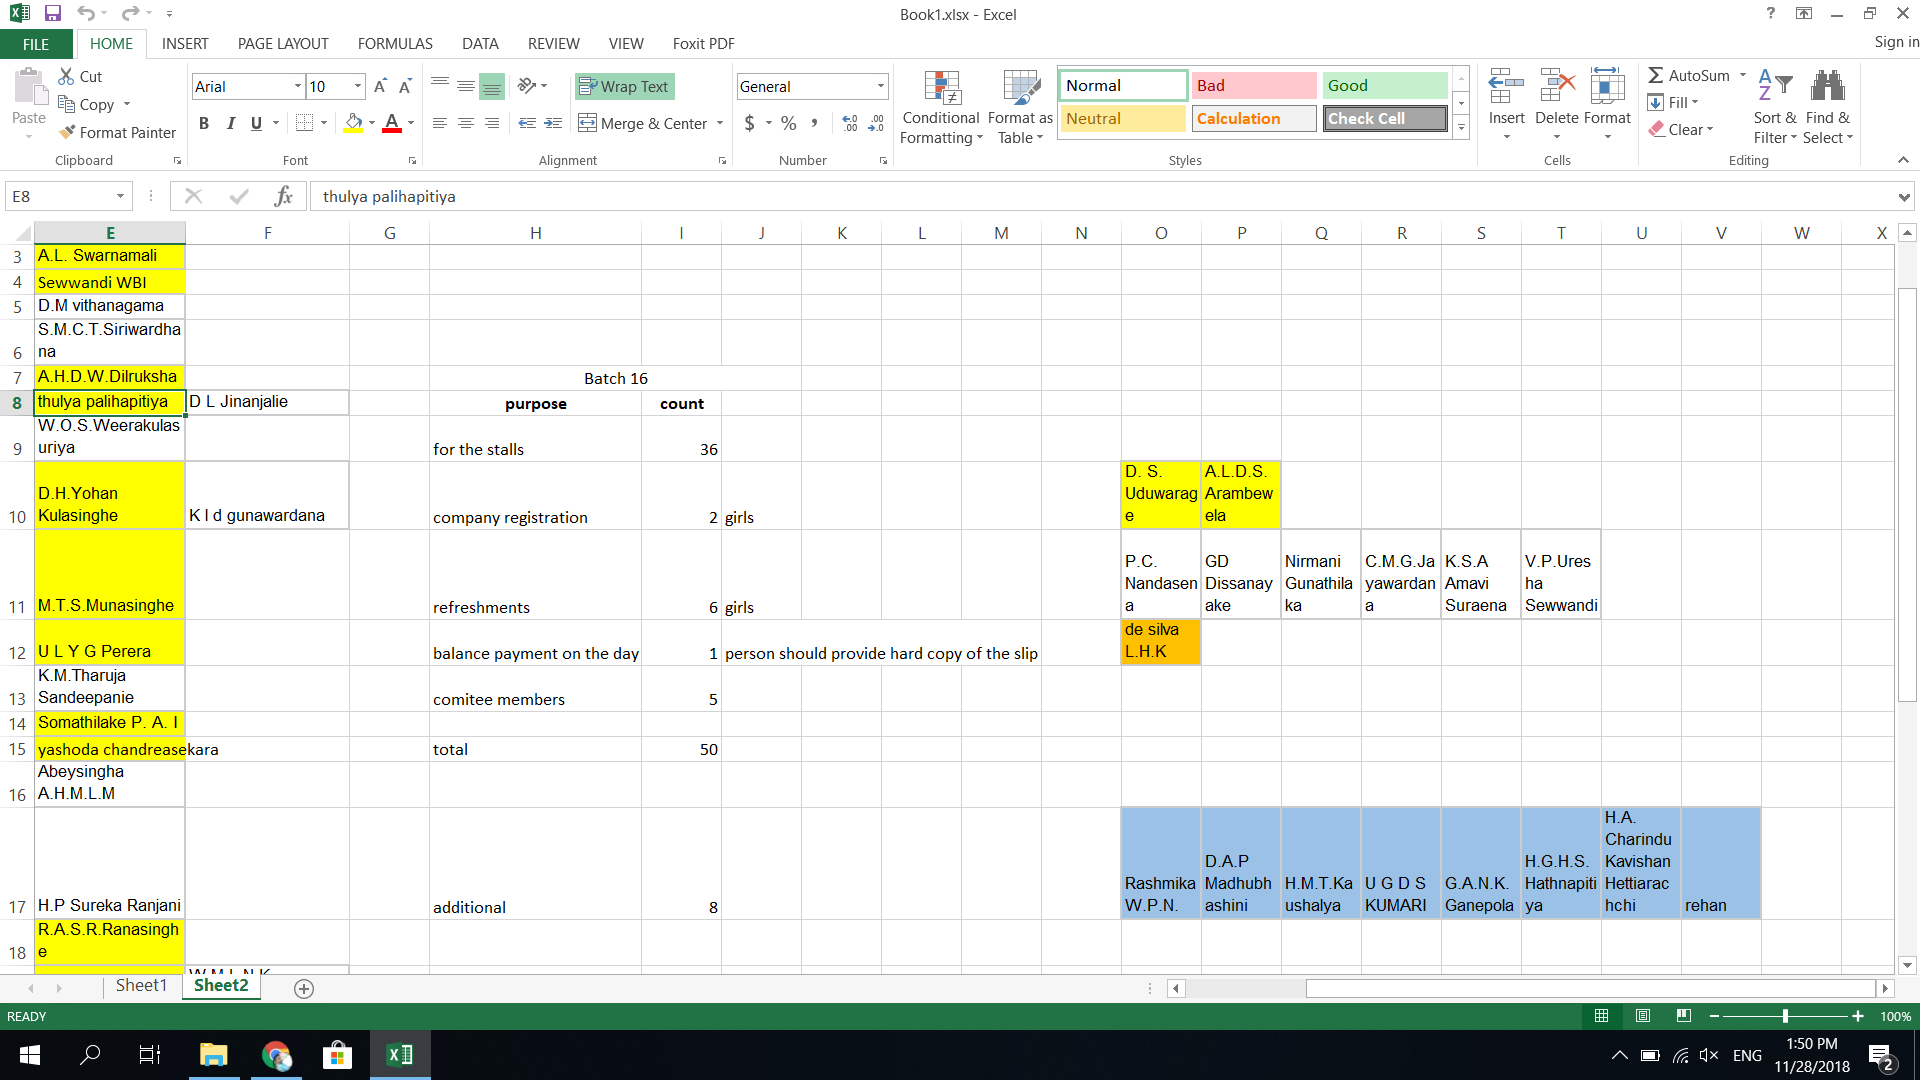 Book1.xlsx - Excel
?
FILE HOME INSERT PAGE LAYOUT FORMULAS DATA REVIEW VIEW Foxit PDF Sign in
Paste
Cut
Copy
Format Painter
Clipboard
Arial 10
B I U
Font
Wrap Text
Merge & Center
Alignment
General
$ % ,
Number
Conditional Formatting
Format as Table
Normal Bad Good
Neutral Calculation Check Cell
Styles
Insert Delete Format
Cells
AutoSum
Fill
Clear
Sort & Filter
Find & Select
Editing
E8 fx thulya palihapitiya
E F G H I J K L M N O P Q R S T U V W X
3 A.L. Swarnamali
4 Sewwandi WBI
5 D.M vithanagama
S.M.C.T.Siriwardha
6 na
7 A.H.D.W.Dilruksha Batch 16
8 thulya palihapitiya D L Jinanjalie purpose count
W.O.S.Weerakulas
9 uriya for the stalls 36
10 D.H.Yohan Kulasinghe K I d gunawardana company registration 2 girls D. S. Uduwarage A.L.D.S. Arambewela
11 M.T.S.Munasinghe refreshments 6 girls P.C. Nandasena GD Dissanayake Nirmani Gunathilaka C.M.G.Jayawardana K.S.A Amavi Suraena V.P.Uresha Sewwandi
12 U L Y G Perera balance payment on the day 1 person should provide hard copy of the slip de silva L.H.K
13 K.M.Tharuja Sandeepanie comitee members 5
14 Somathilake P. A. I
15 yashoda chandreasekara total 50
16 Abeysingha A.H.M.L.M
17 H.P Sureka Ranjani additional 8 Rashmika W.P.N. D.A.P Madhubhashini H.M.T.Kaushalya U G D S KUMARI G.A.N.K. Ganepola H.G.H.S. Hathnapitiya H.A. Charindu Kavishan Hettiarachchi rehan
18 R.A.S.R.Ranasinghe
Sheet1 Sheet2
READY 100%
ENG 1:50 PM
11/28/2018 2